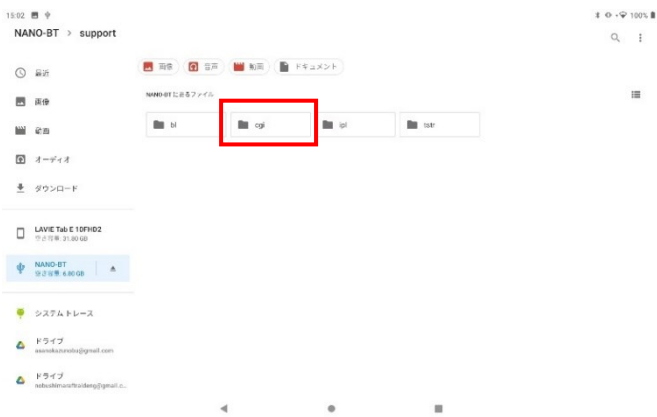 15:02
100%
NANO-BT > support
最近
画像
動画
オーディオ
ダウンロード
LAVIE Tab E 10FHD2
空き容量: 31.80 GB
NANO-BT
空き容量: 6.80 GB
システムトレース
ドライブ
ドライブ
画像
音声
動画
ドキュメント
NANO-BT にあるファイル
bl
cgi
ipl